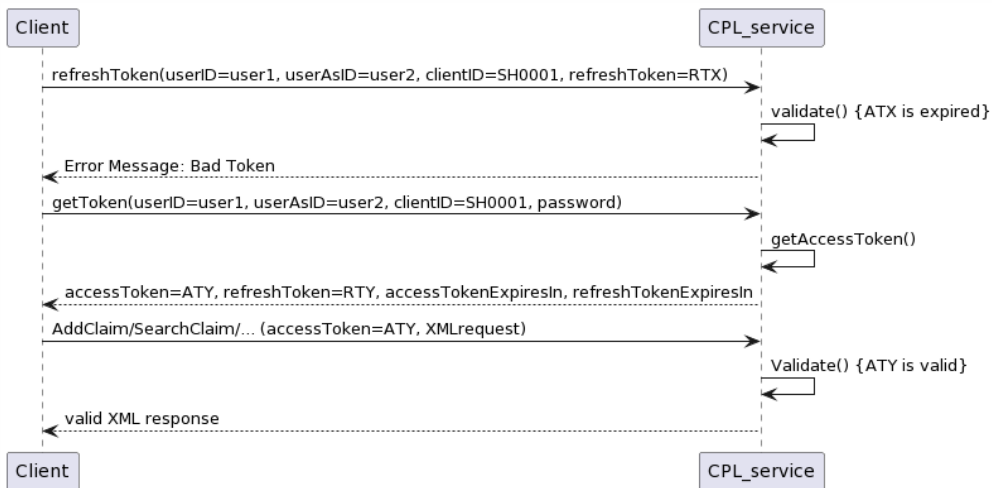 Client CPL_service
refreshToken(userID=user1, userAsID=user2, clientID=SH0001, refreshToken=RTX)
validate() {ATX is expired}
Error Message: Bad Token
getToken(userID=user1, userAsID=user2, clientID=SH0001, password)
getAccessToken()
accessToken=ATY, refreshToken=RTY, accessTokenExpiresIn, refreshTokenExpiresIn
AddClaim/SearchClaim/... (accessToken=ATY, XMLrequest)
Validate() {ATY is valid}
valid XML response
Client CPL_service